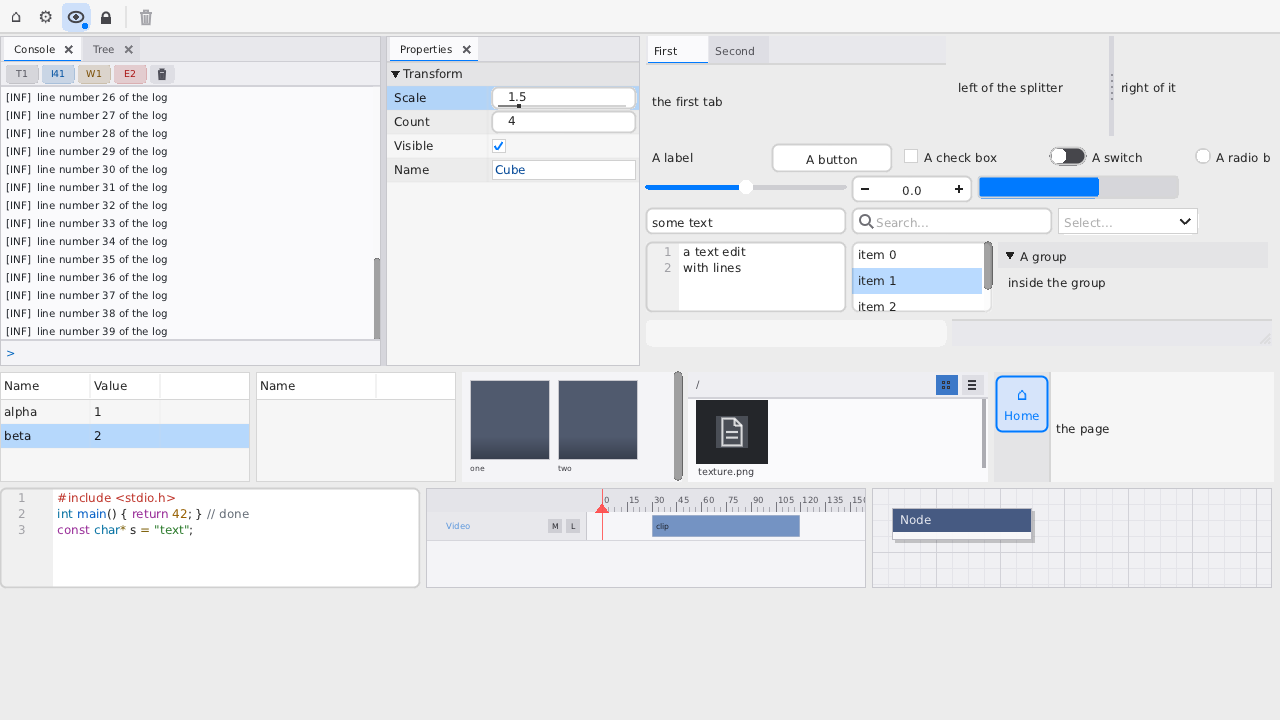 Console
Tree
T1
I41
W1
E2
[INF] line number 26 of the log
[INF] line number 27 of the log
[INF] line number 28 of the log
[INF] line number 29 of the log
[INF] line number 30 of the log
[INF] line number 31 of the log
[INF] line number 32 of the log
[INF] line number 33 of the log
[INF] line number 34 of the log
[INF] line number 35 of the log
[INF] line number 36 of the log
[INF] line number 37 of the log
[INF] line number 38 of the log
[INF] line number 39 of the log
>
Properties
Transform
Scale 1.5
Count 4
Visible
Name Cube
First
Second
the first tab
left of the splitter
right of it
A label
A button
A check box
A switch
A radio b
0.0
some text
Search...
Select...
1 a text edit
2 with lines
item 0
item 1
item 2
A group
inside the group
Name Value
alpha 1
beta 2
Name
one
two
/
texture.png
Home
the page
1 #include <stdio.h>
2 int main() { return 42; } // done
3 const char* s = "text";
0 15 30 45 60 75 90 105 120 135 150
Video M L
clip
Node